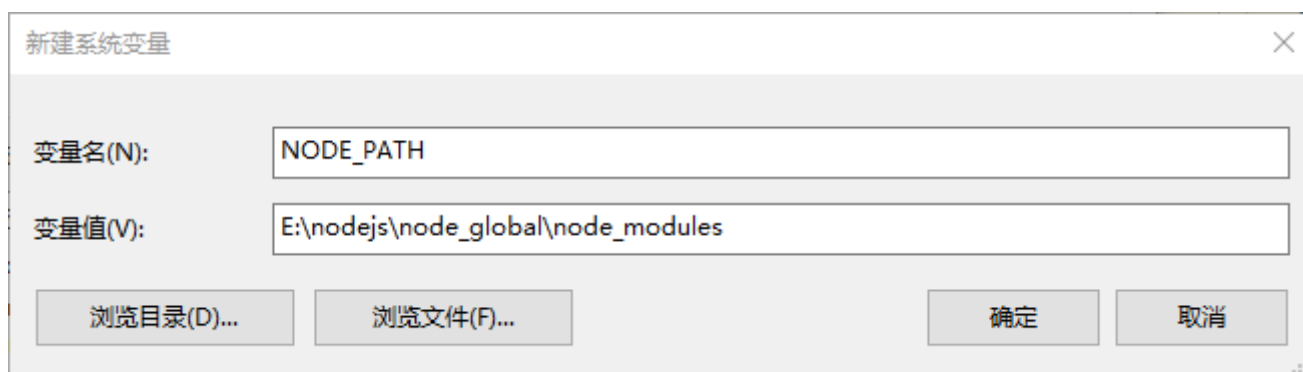 新建系统变量
变量名(N): NODE_PATH
变量值(V): E:\nodejs\node_global\node_modules
浏览目录(D)... 浏览文件(F)... 确定 取消